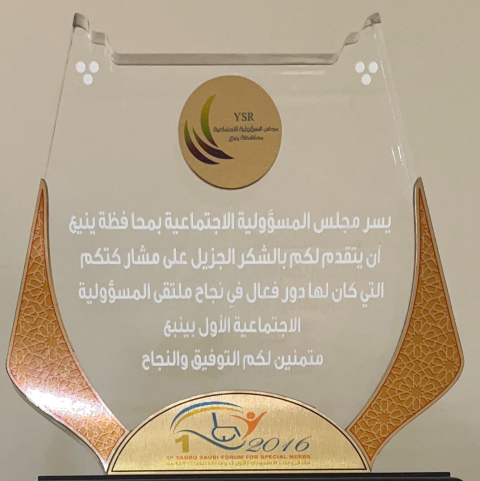 YSR
مجلس المسؤولية الاجتماعية
بمحافظة ينبع
يسر مجلس المسؤولية الاجتماعية بمحافظة ينبع
أن يتقدم لكم بالشكر الجزيل على مشاركتكم
التي كان لها دور فعال في نجاح ملتقى المسؤولية
الاجتماعية الأول بينبع
متمنين لكم التوفيق والنجاح
1 2016
1st YANBU SAUDI FORUM FOR SPECIAL NEEDS